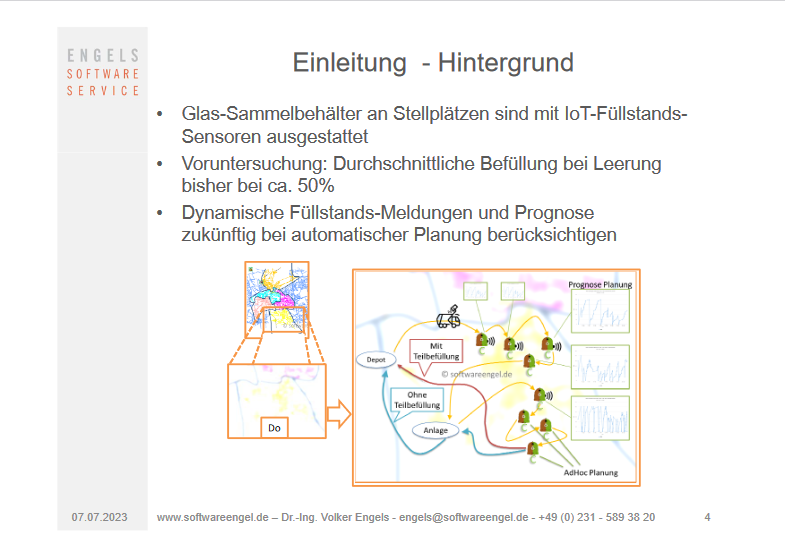 ENGELS
SOFTWARE
SERVICE
Einleitung - Hintergrund
• Glas-Sammelbehälter an Stellplätzen sind mit IoT-Füllstands-
Sensoren ausgestattet
• Voruntersuchung: Durchschnittliche Befüllung bei Leerung
bisher bei ca. 50%
• Dynamische Füllstands-Meldungen und Prognose
zukünftig bei automatischer Planung berücksichtigen
Do
Prognose Planung
Depot
Mit
Teilbefüllung
© softwareengel.de
Ohne
Teilbefüllung
Anlage
AdHoc Planung
07.07.2023
www.softwareengel.de – Dr.-Ing. Volker Engels - engels@softwareengel.de - +49 (0) 231 - 589 38 20
4